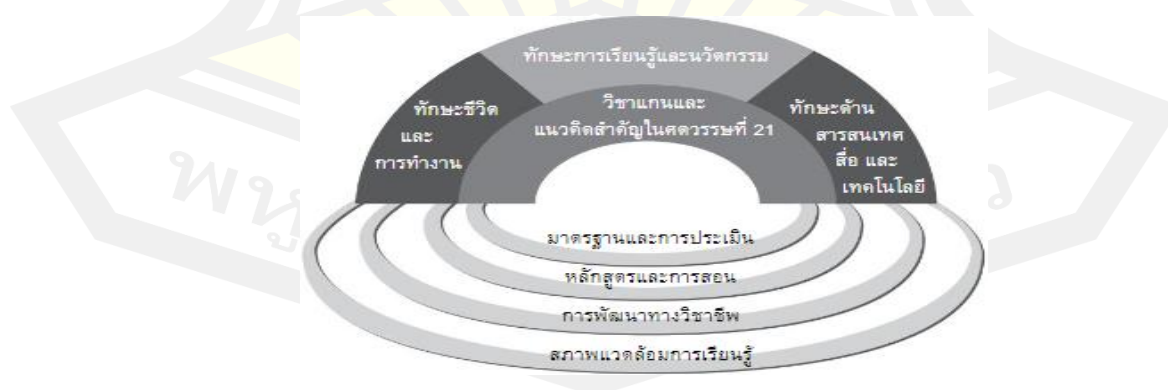 ทักษะการเรียนรู้และนวัตกรรม
วิชาแกนและ
แนวคิดสำคัญในศตวรรษที่ 21
ทักษะชีวิต
และ
การทำงาน
ทักษะด้าน
สารสนเทศ
สื่อ และ
เทคโนโลยี
มาตรฐานและการประเมิน
หลักสูตรและการสอน
การพัฒนาทางวิชาชีพ
สภาพแวดล้อมการเรียนรู้